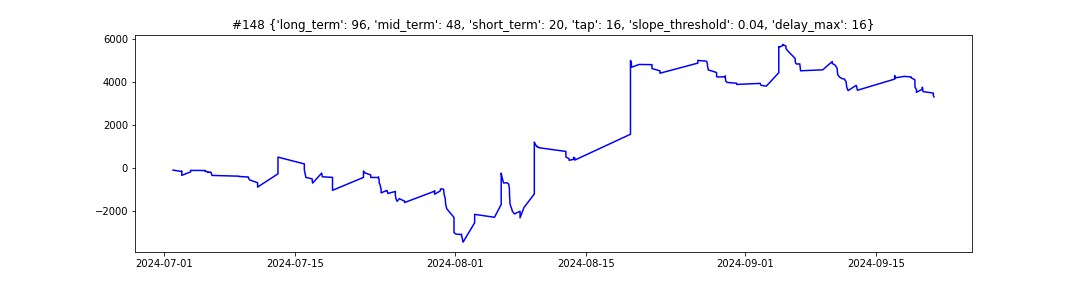 #148 {'long_term': 96, 'mid_term': 48, 'short_term': 20, 'tap': 16, 'slope_threshold': 0.04, 'delay_max': 16}
6000
4000
2000
0
−2000
2024-07-01 2024-07-15 2024-08-01 2024-08-15 2024-09-01 2024-09-15